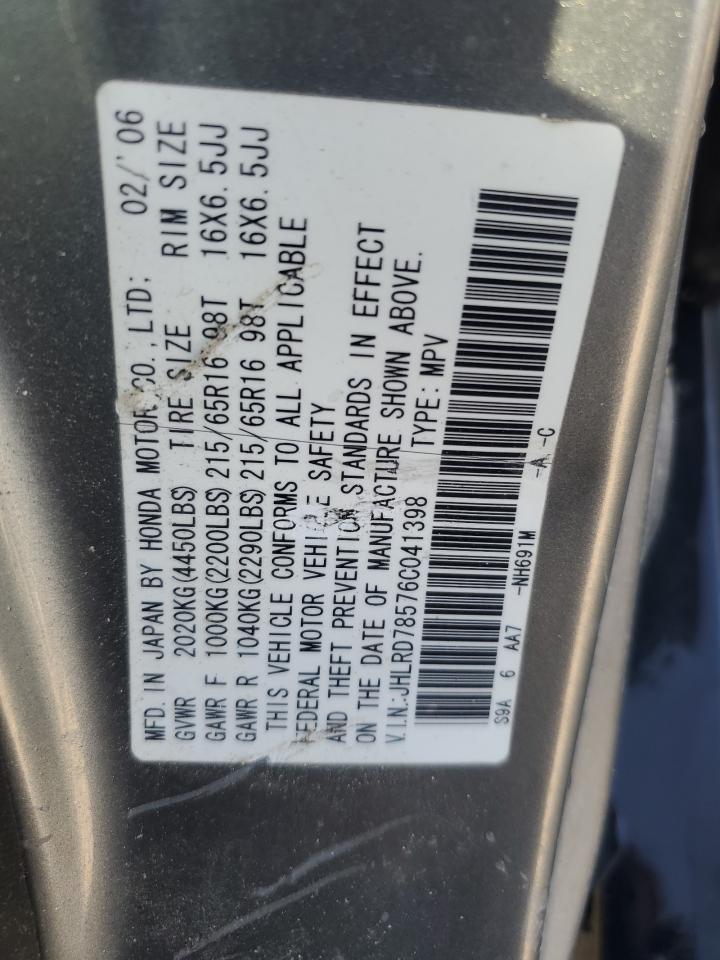 MFD. IN JAPAN BY HONDA MOTOR CO.,LTD; 02/'06
GVWR 2020KG(4450LBS) TIRE SIZE RIM SIZE
GAWR F 1000KG(2200LBS) 215/65R16 98T 16X6.5JJ
GAWR R 1040KG(2290LBS) 215/65R16 98T 16X6.5JJ
THIS VEHICLE CONFORMS TO ALL APPLICABLE
FEDERAL MOTOR VEHICLE SAFETY
AND THEFT PREVENTION STANDARDS IN EFFECT
ON THE DATE OF MANUFACTURE SHOWN ABOVE.
V.I.N.:JHLRD78576C041398 TYPE:MPV
S9A 6 AA7 -NH691M -A -C